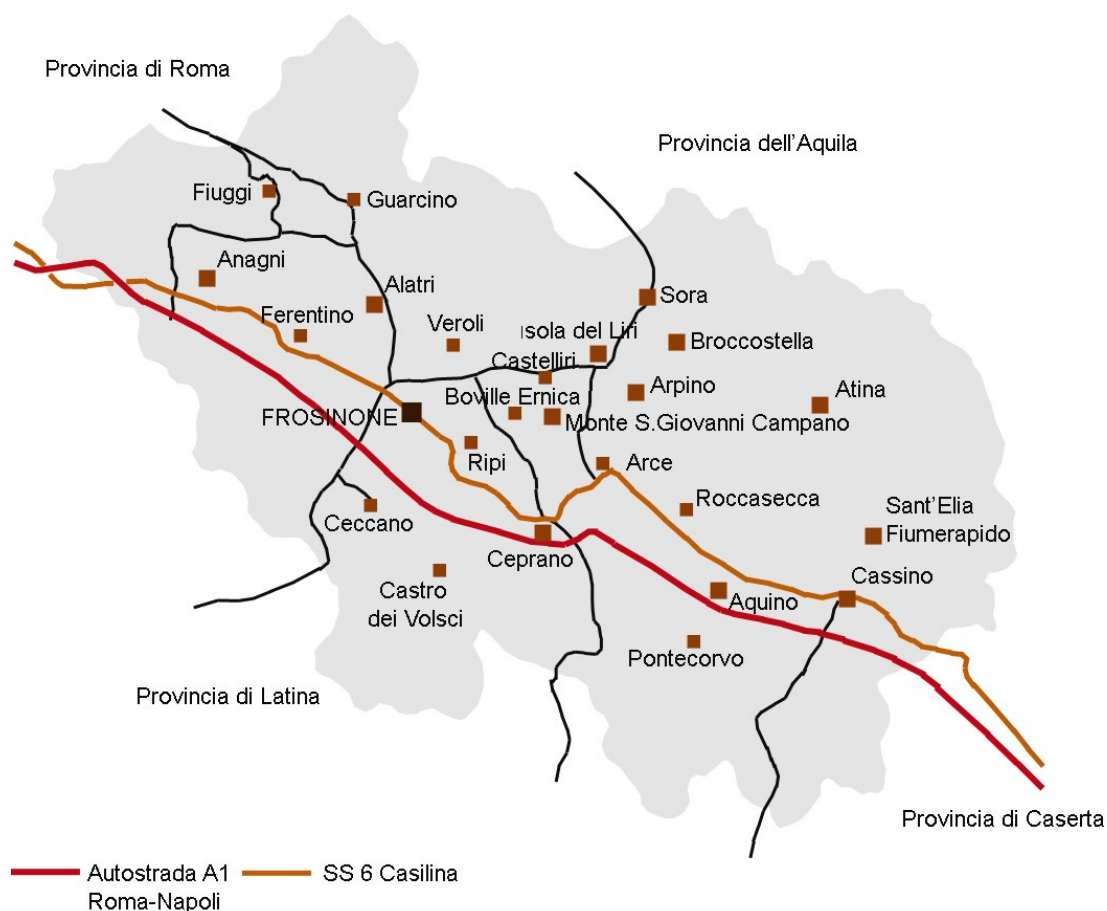 Provincia di Roma
Provincia dell'Aquila
Fiuggi
Guarcino
Anagni
Alatri
Sora
Ferentino
Veroli
Isola del Liri
Broccostella
Castelliri
Arpino
Atina
Boville Ernica
FROSINONE
Monte S.Giovanni Campano
Ripi
Arce
Roccasecca
Sant'Elia
Fiumerapido
Ceccano
Ceprano
Cassino
Castro
dei Volsci
Aquino
Pontecorvo
Provincia di Latina
Provincia di Caserta
Autostrada A1
Roma-Napoli
SS 6 Casilina